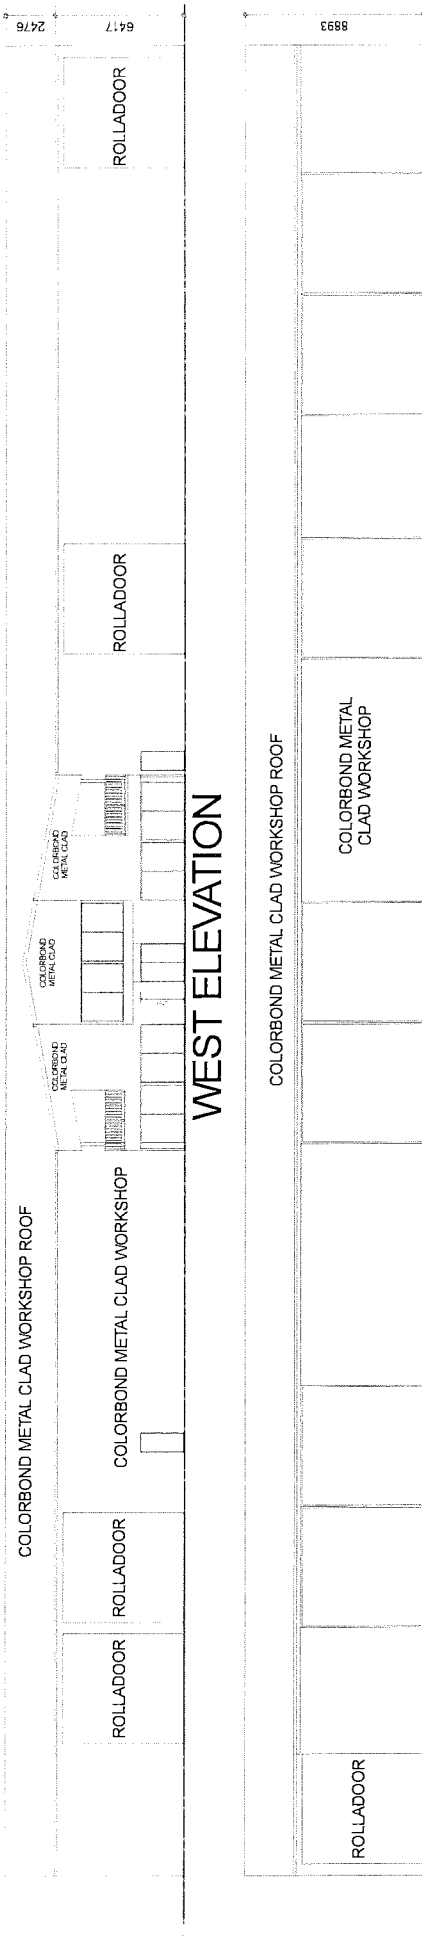 COLORBOND METAL CLAD WORKSHOP ROOF
2476
6417
COLORBOND
METAL CLAD
COLORBOND
METAL CLAD
COLORBOND
METAL CLAD
ROLLADOOR
ROLLADOOR
COLORBOND METAL CLAD WORKSHOP
ROLLADOOR
ROLLADOOR
WEST ELEVATION
COLORBOND METAL CLAD WORKSHOP ROOF
8893
ROLLADOOR
COLORBOND METAL
CLAD WORKSHOP